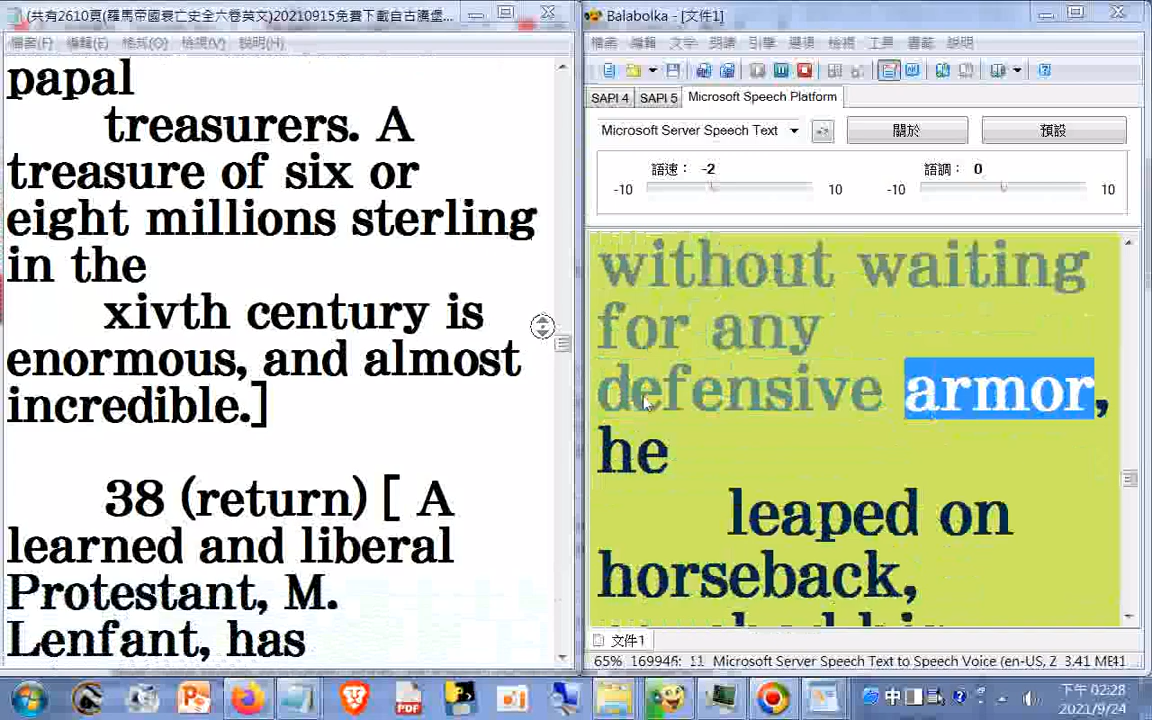 (共有2610頁(羅馬帝國衰亡史全六卷英文)20210915免費下載自古騰堡...
檔案(F) 編輯(E) 格式(O) 檢視(V) 說明(H)
papal
treasurers. A
treasure of six or
eight millions sterling
in the
xivth century is
enormous, and almost
incredible.]
38 (return) [ A
learned and liberal
Protestant, M.
Lenfant, has
Balabolka - [文件1]
檔案 編輯 文字 朗讀 引擎 選項 檢視 工具 書籤 說明
SAPI 4 SAPI 5 Microsoft Speech Platform
Microsoft Server Speech Text 關於 預設
語速： -2 語調： 0
-10 10 -10 10
without waiting
for any
defensive armor,
he
leaped on
horseback,
文件1
65% 169946: 11 Microsoft Server Speech Text to Speech Voice (en-US, Z 3.41 ME41
中
下午 02:28
2021/9/24